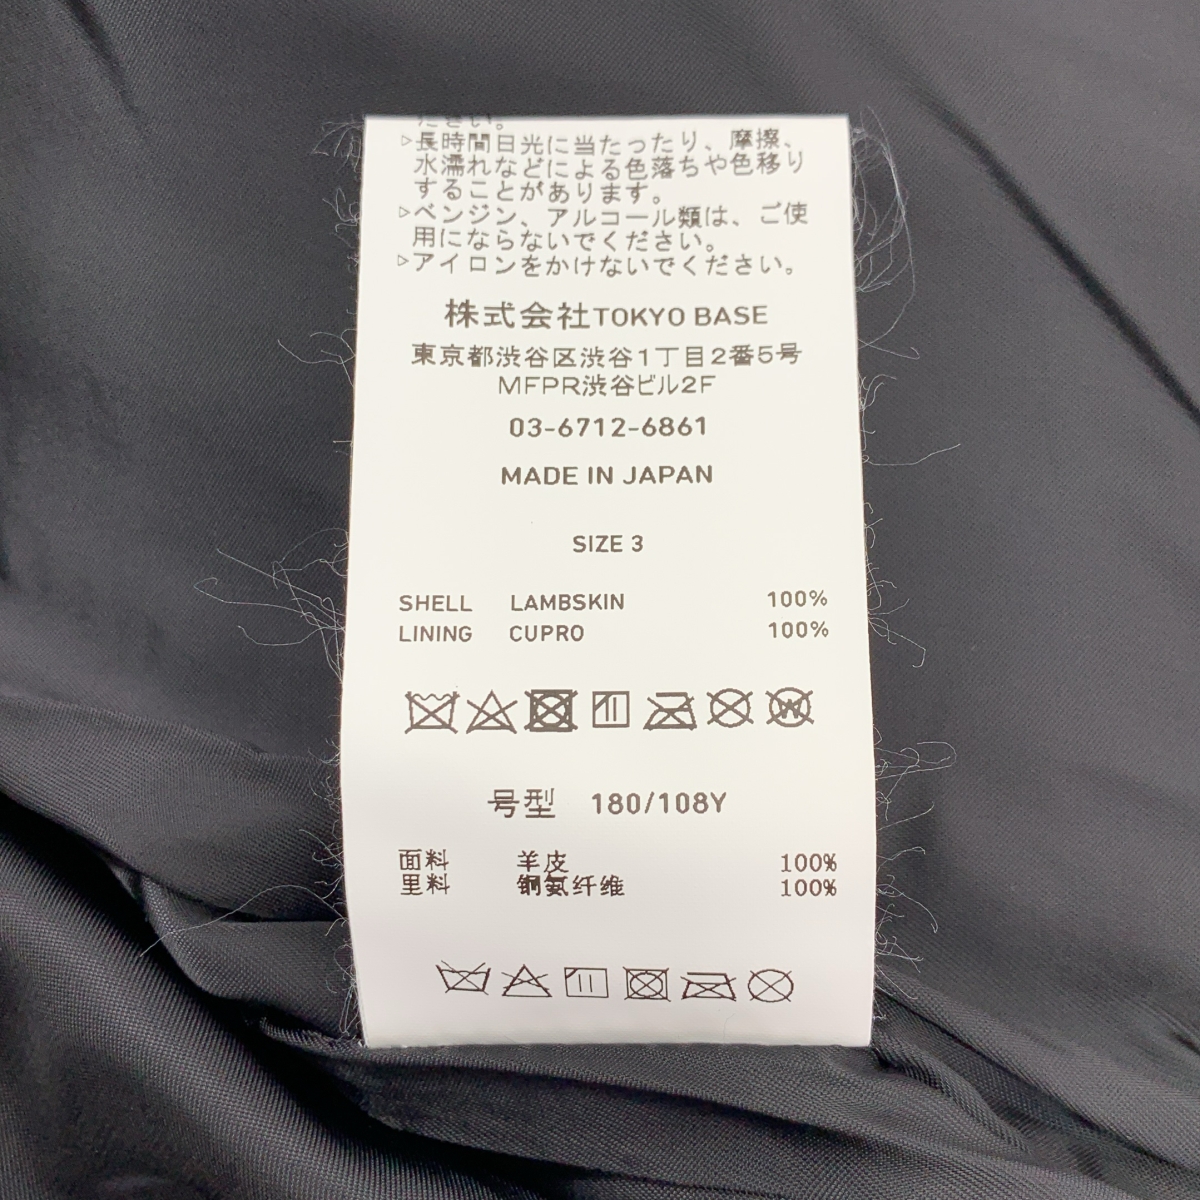 ださい。
▷長時間日光に当たったり、摩擦、
水濡れなどによる色落ちや色移り
することがあります。
▷ベンジン、アルコール類は、ご使
用にならないでください。
▷アイロンをかけないでください。
株式会社TOKYO BASE
東京都渋谷区渋谷1丁目2番5号
MFPR渋谷ビル2F
03-6712-6861
MADE IN JAPAN
SIZE 3
SHELL LAMBSKIN 100%
LINING CUPRO 100%
W
号型 180/108Y
面料 羊皮 100%
里料 铜氨纤维 100%